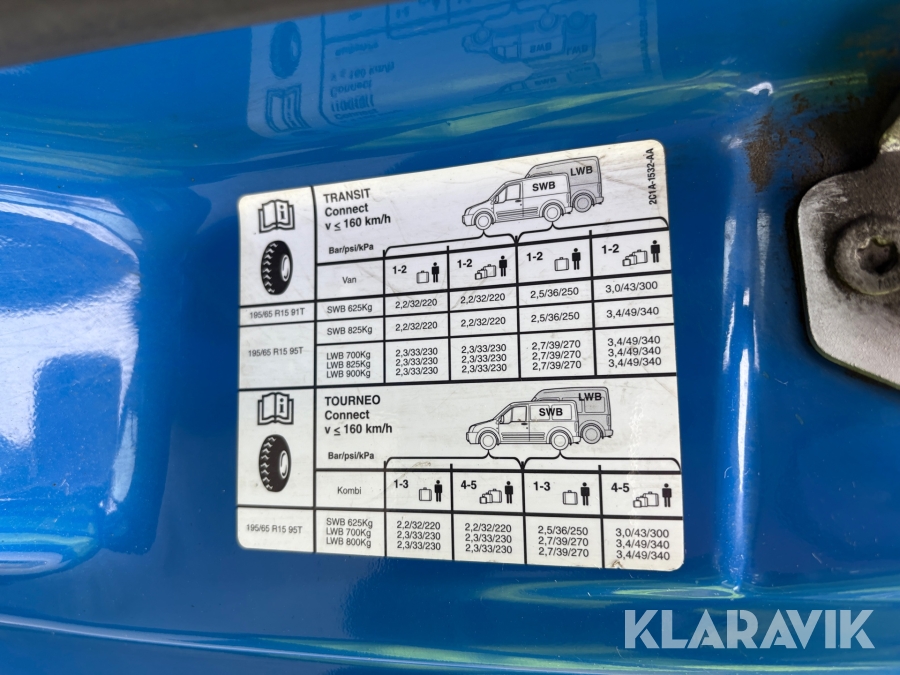 TRANSIT
Connect
v ≤ 160 km/h
SWB LWB
2C1A-1532-AA
Bar/psi/kPa
Van 1-2 1-2 1-2 1-2
195/65 R15 91T SWB 625Kg 2,2/32/220 2,2/32/220 2,5/36/250 3,0/43/300
195/65 R15 95T SWB 825Kg 2,2/32/220 2,2/32/220 2,5/36/250 3,4/49/340
LWB 700Kg 2,3/33/230 2,3/33/230 2,7/39/270 3,4/49/340
LWB 825Kg 2,3/33/230 2,3/33/230 2,7/39/270 3,4/49/340
LWB 900Kg 2,3/33/230 2,3/33/230 2,7/39/270 3,4/49/340
TOURNEO
Connect
v ≤ 160 km/h
SWB LWB
Bar/psi/kPa
Kombi 1-3 4-5 1-3 4-5
195/65 R15 95T SWB 625Kg 2,2/32/220 2,2/32/220 2,5/36/250 3,0/43/300
LWB 700Kg 2,3/33/230 2,3/33/230 2,7/39/270 3,4/49/340
LWB 800Kg 2,3/33/230 2,3/33/230 2,7/39/270 3,4/49/340
KLARAVIK